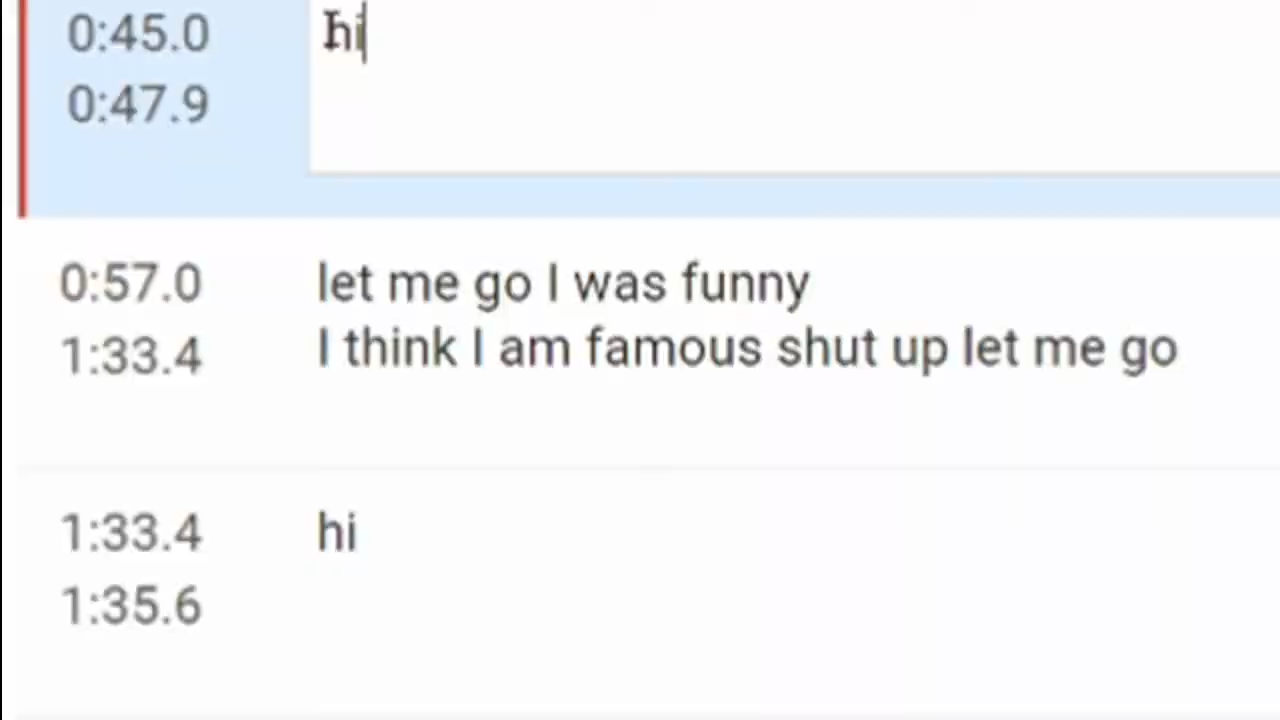 0:45.0 hi
0:47.9
0:57.0 let me go I was funny
1:33.4 I think I am famous shut up let me go
1:33.4 hi
1:35.6